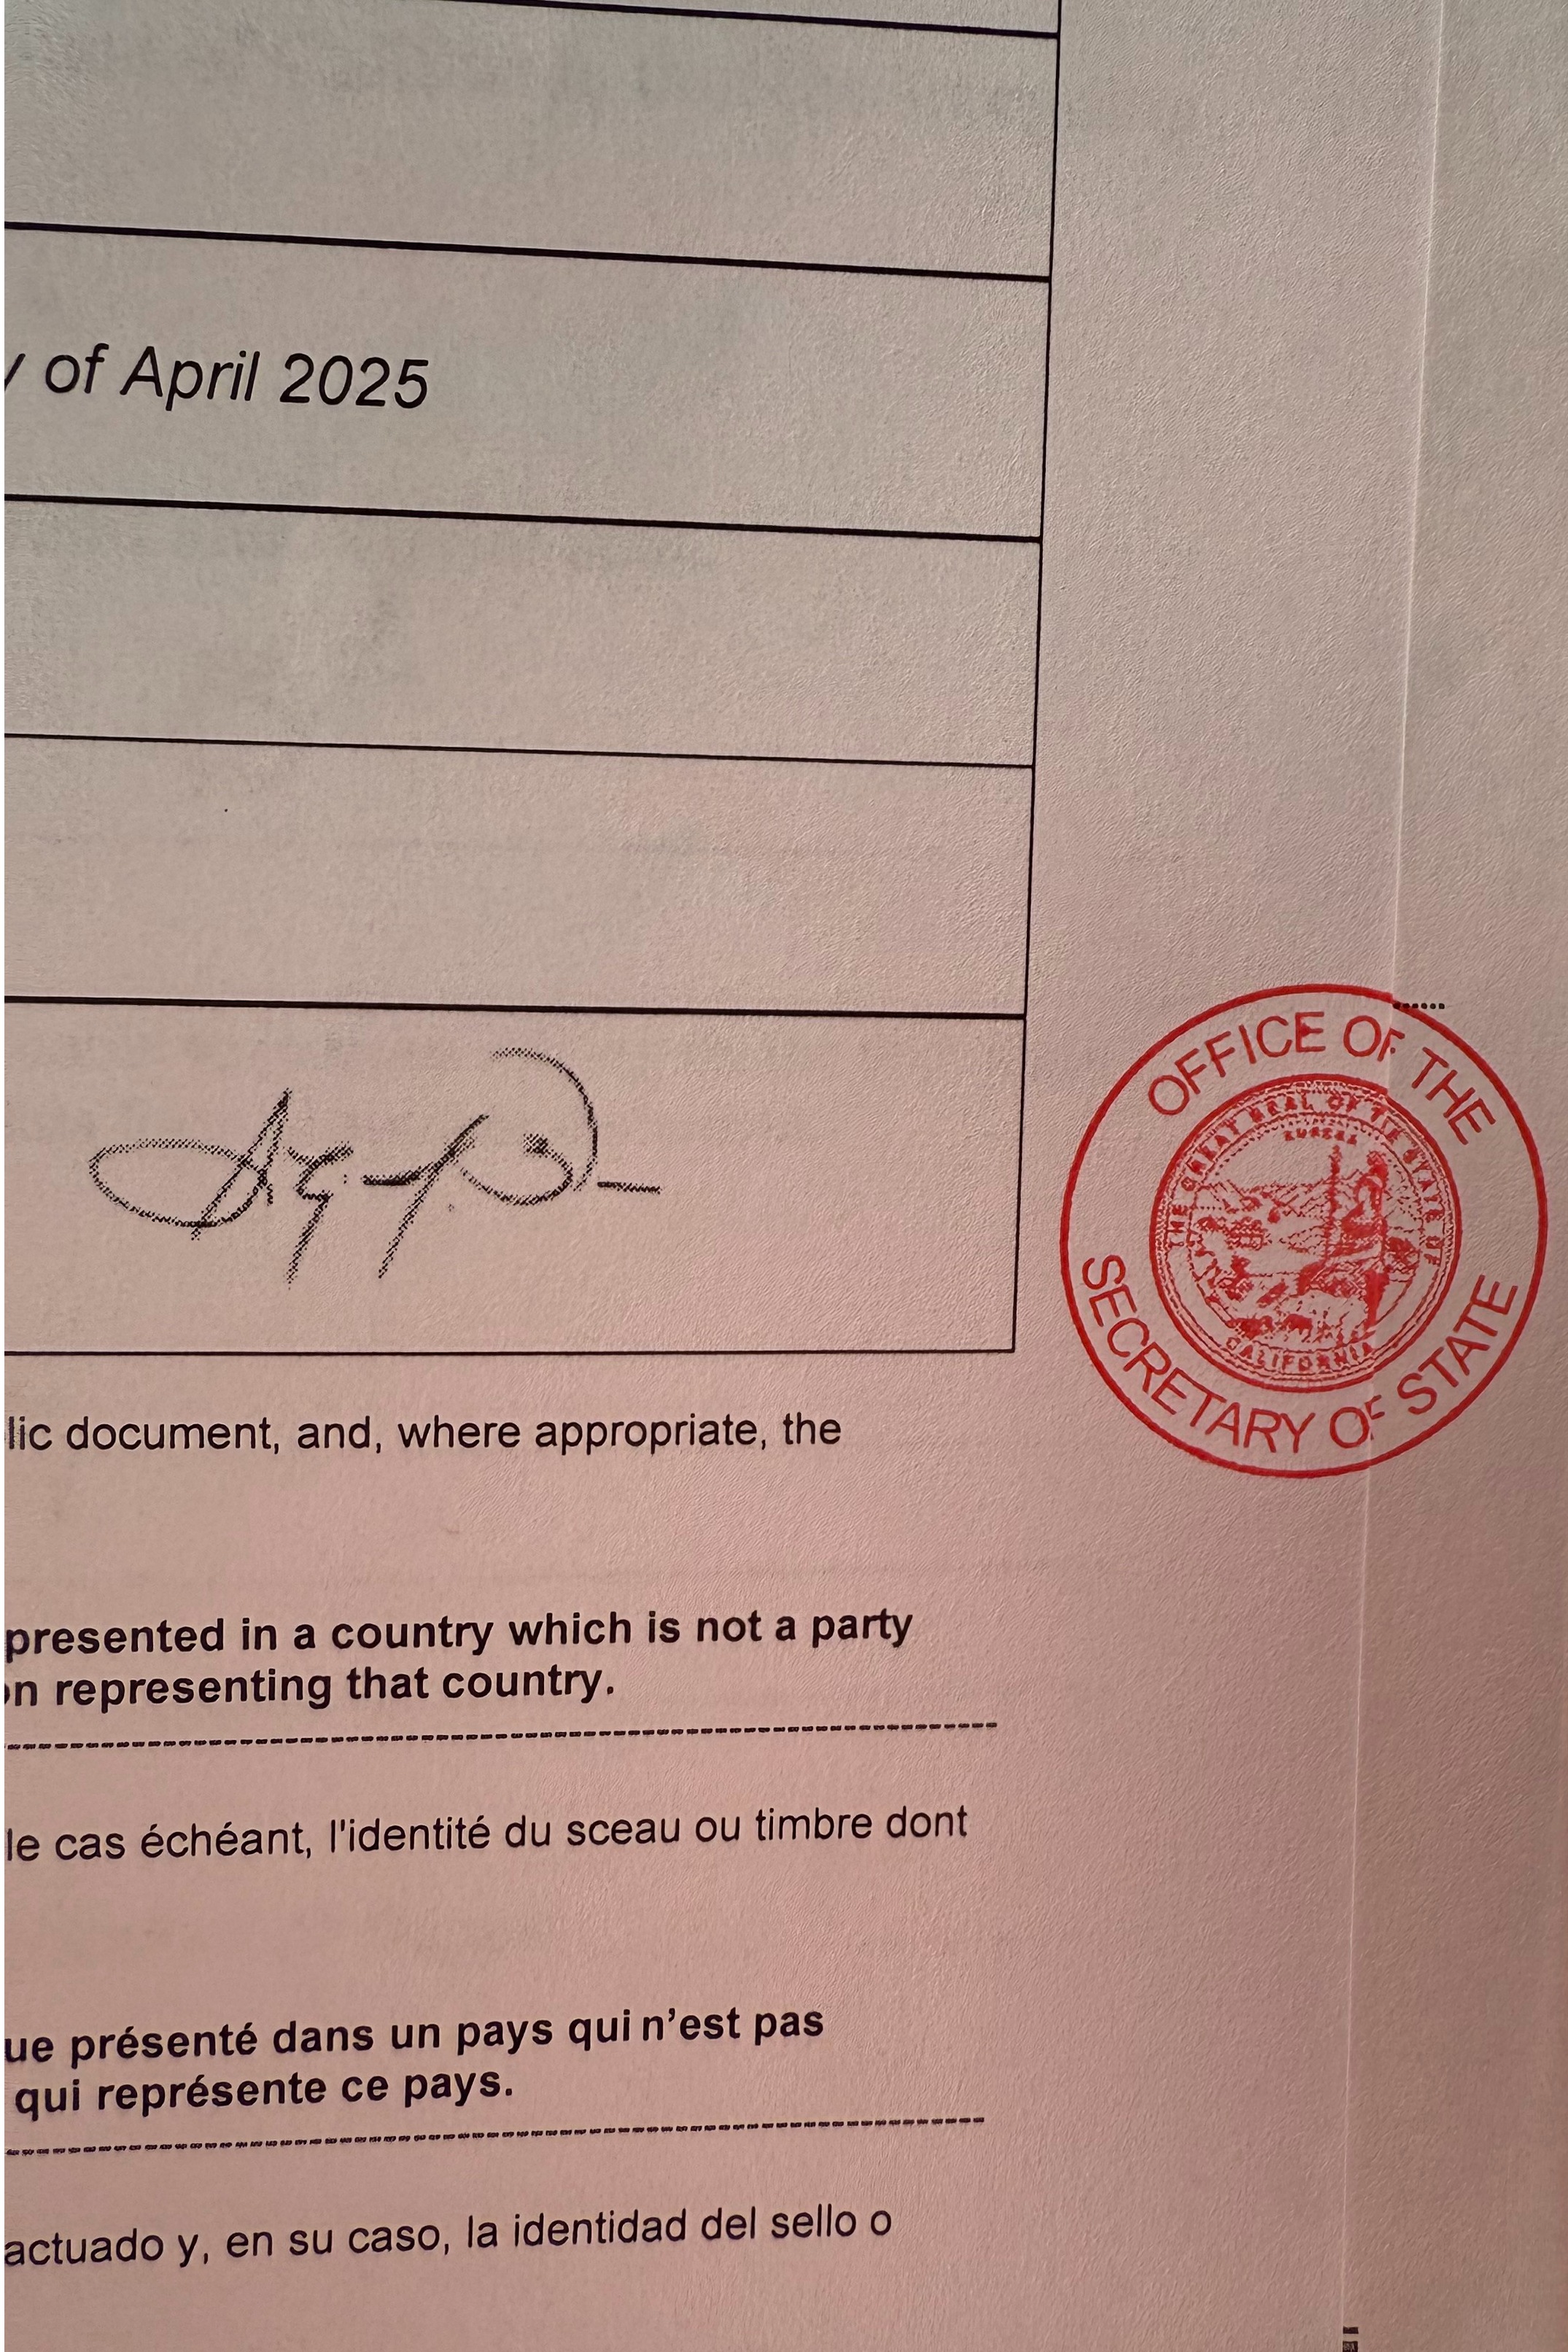 of April 2025
OFFICE OF THE
THE GREAT SEAL OF THE STATE OF
EUREKA
CALIFORNIA
SECRETARY OF STATE
lic document, and, where appropriate, the
presented in a country which is not a party
n representing that country.
le cas échéant, l'identité du sceau ou timbre dont
ue présenté dans un pays qui n’est pas
qui représente ce pays.
actuado y, en su caso, la identidad del sello o